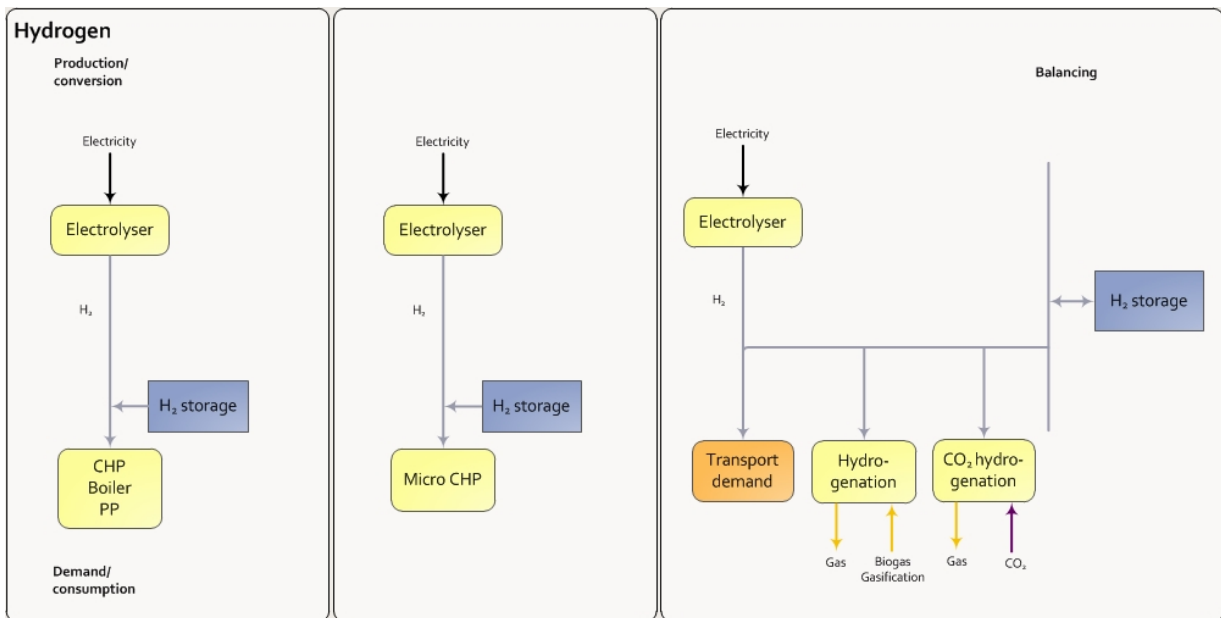 Hydrogen
Production/
conversion
Electricity
Electrolyser
H₂
H₂ storage
CHP
Boiler
PP
Demand/
consumption
Electricity
Electrolyser
H₂
H₂ storage
Micro CHP
Balancing
Electricity
Electrolyser
H₂
H₂ storage
Transport
demand
Hydro-
genation
CO₂ hydro-
genation
Gas
Biogas
Gasification
Gas
CO₂